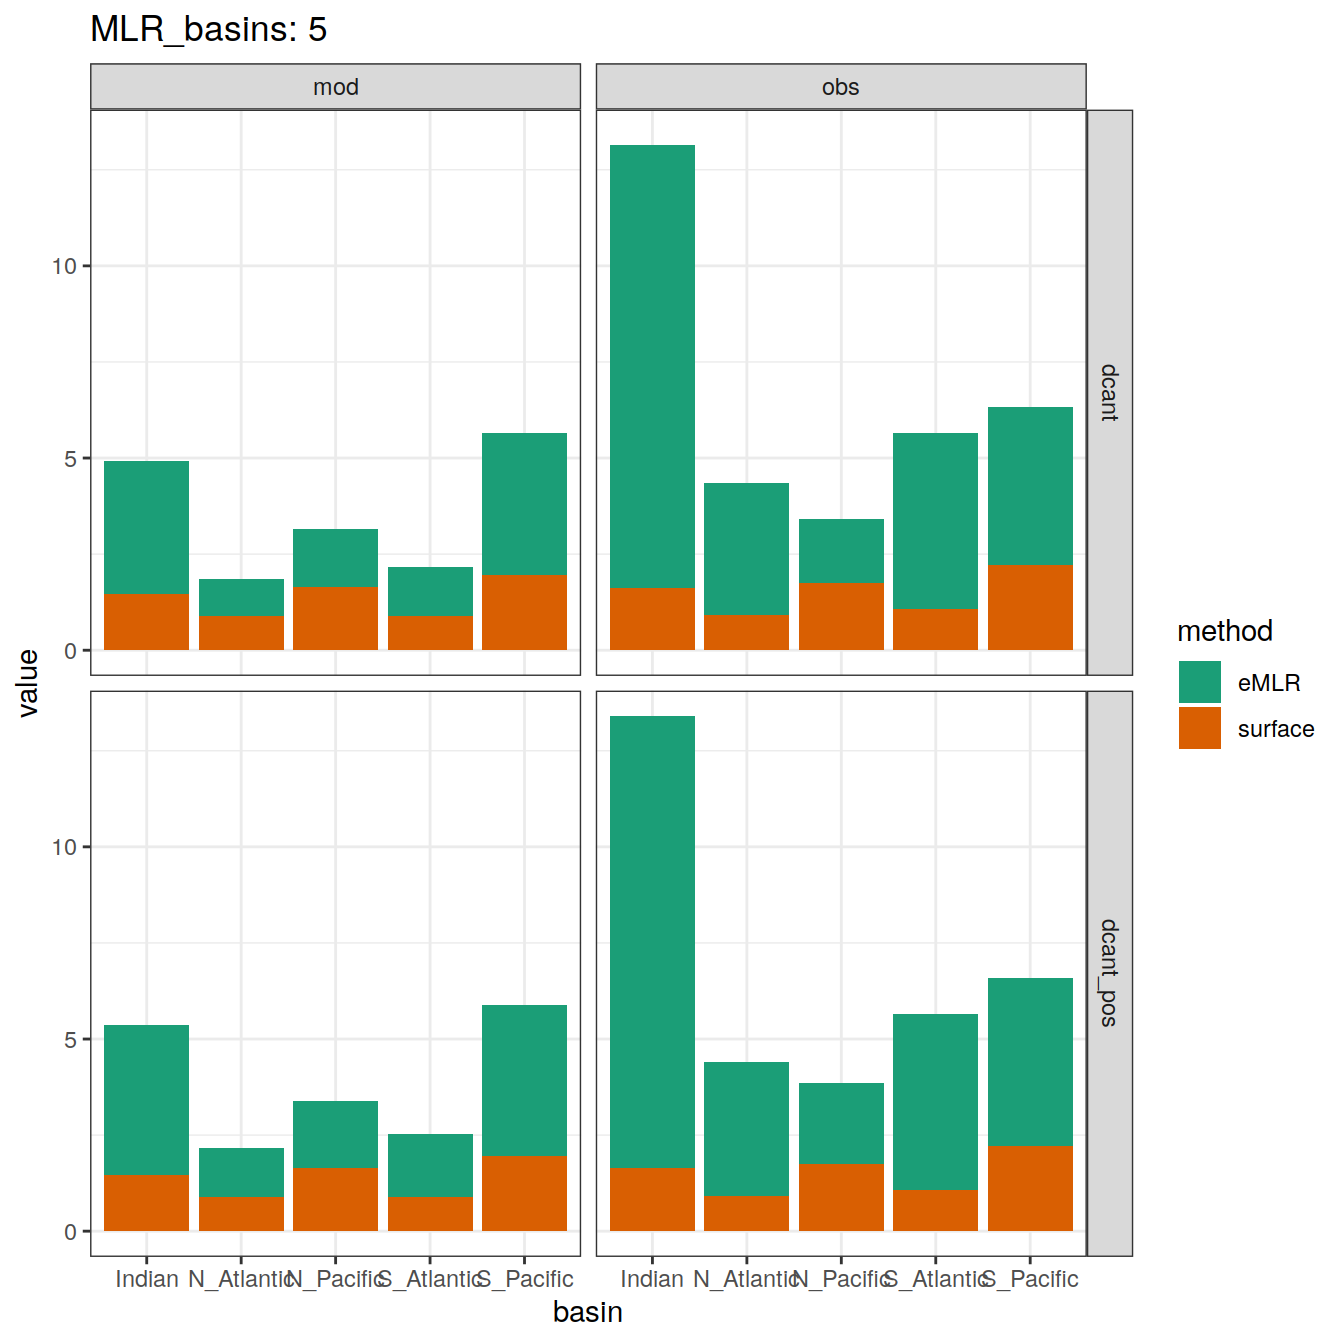 MLR_basins: 5
mod
obs
10
5
0
dcant
10
5
0
dcant_pos
value
Indian N_Atlantic N_Pacific S_Atlantic S_Pacific
Indian N_Atlantic N_Pacific S_Atlantic S_Pacific
basin
method
eMLR
surface